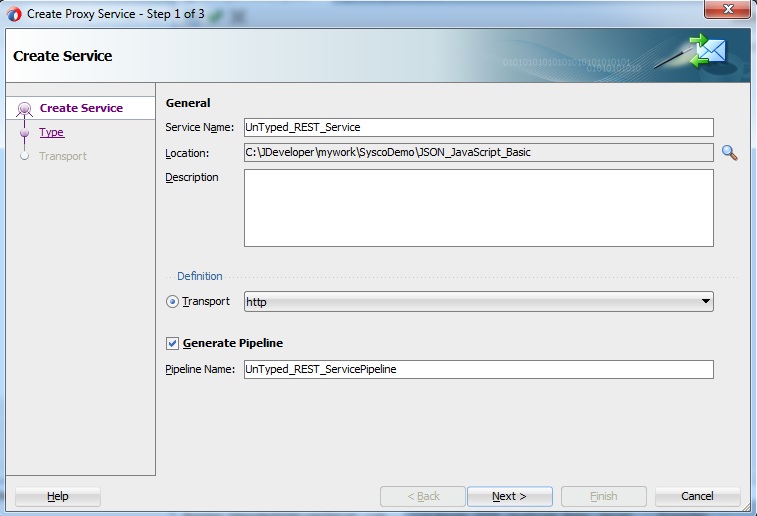 Create Proxy Service - Step 1 of 3
Create Service
Create Service
Type
Transport
General
Service Name: UnTyped_REST_Service
Location: C:\JDeveloper\mywork\SyscoDemo\JSON_JavaScript_Basic
Description
Definition
Transport http
Generate Pipeline
Pipeline Name: UnTyped_REST_ServicePipeline
Help < Back Next > Finish Cancel